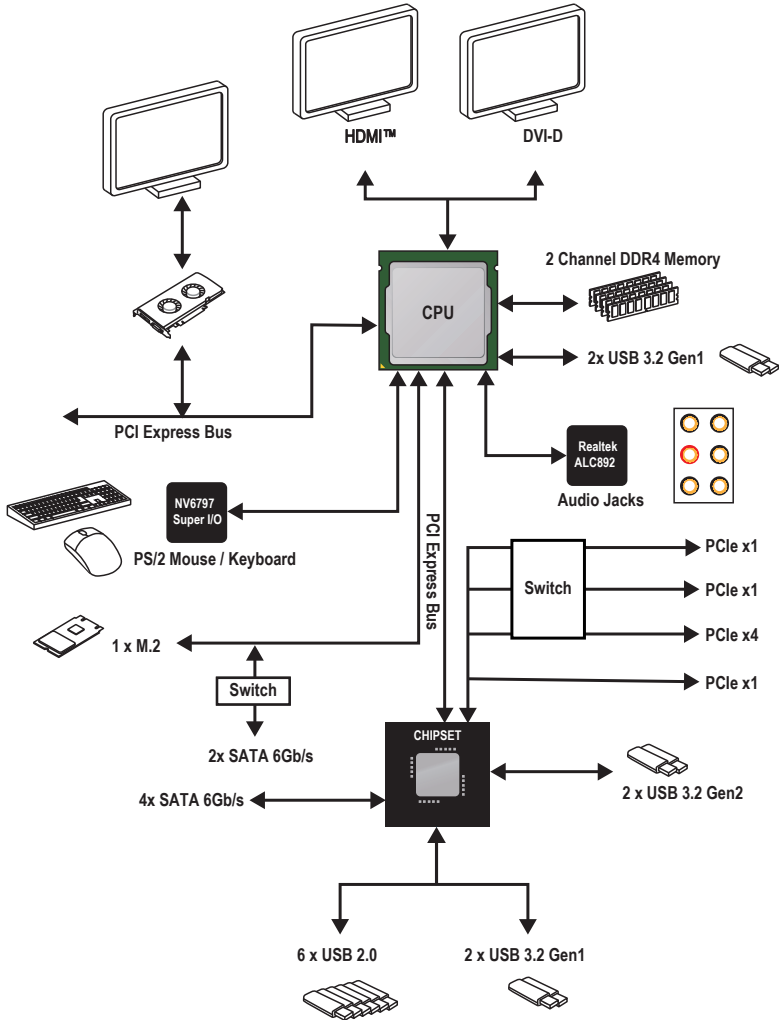 HDMI™
DVI-D
2 Channel DDR4 Memory
CPU
2x USB 3.2 Gen1
PCI Express Bus
Realtek
ALC892
Audio Jacks
NV6797
Super I/O
PS/2 Mouse / Keyboard
PCI Express Bus
Switch
PCIe x1
PCIe x1
PCIe x4
PCIe x1
1 x M.2
Switch
2x SATA 6Gb/s
CHIPSET
4x SATA 6Gb/s
2 x USB 3.2 Gen2
6 x USB 2.0
2 x USB 3.2 Gen1